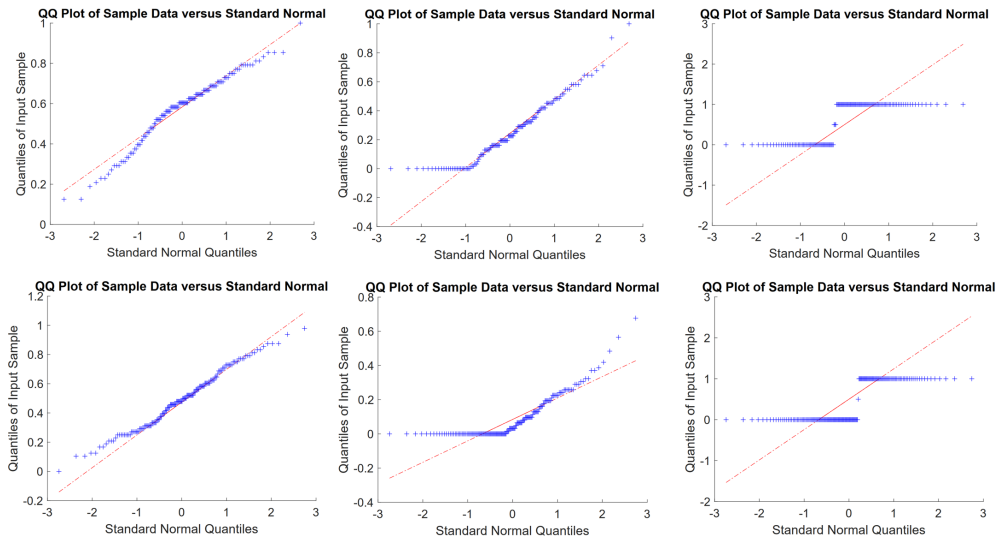 QQ Plot of Sample Data versus Standard Normal
Quantiles of Input Sample
1
0.8
0.6
0.4
0.2
0
-3 -2 -1 0 1 2 3
Standard Normal Quantiles
QQ Plot of Sample Data versus Standard Normal
Quantiles of Input Sample
1
0.8
0.6
0.4
0.2
0
-0.2
-0.4
-3 -2 -1 0 1 2 3
Standard Normal Quantiles
QQ Plot of Sample Data versus Standard Normal
Quantiles of Input Sample
3
2
1
0
-1
-2
-3 -2 -1 0 1 2 3
Standard Normal Quantiles
QQ Plot of Sample Data versus Standard Normal
Quantiles of Input Sample
1.2
1
0.8
0.6
0.4
0.2
0
-0.2
-3 -2 -1 0 1 2 3
Standard Normal Quantiles
QQ Plot of Sample Data versus Standard Normal
Quantiles of Input Sample
0.8
0.6
0.4
0.2
0
-0.2
-0.4
-3 -2 -1 0 1 2 3
Standard Normal Quantiles
QQ Plot of Sample Data versus Standard Normal
Quantiles of Input Sample
3
2
1
0
-1
-2
-3 -2 -1 0 1 2 3
Standard Normal Quantiles